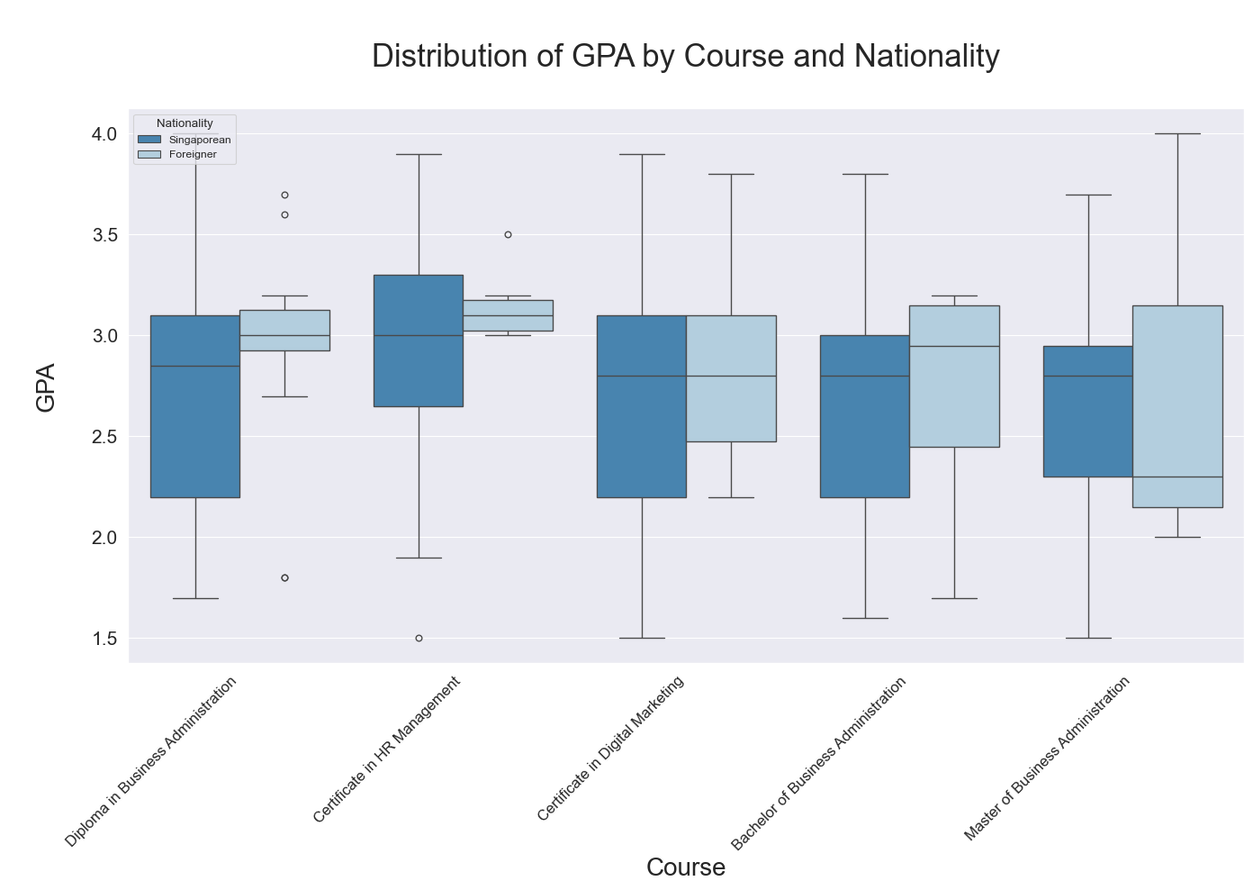 Distribution of GPA by Course and Nationality
Nationality
Singaporean
Foreigner
4.0
3.5
3.0
2.5
2.0
1.5
GPA
Diploma in Business Administration
Certificate in HR Management
Certificate in Digital Marketing
Bachelor of Business Administration
Master of Business Administration
Course